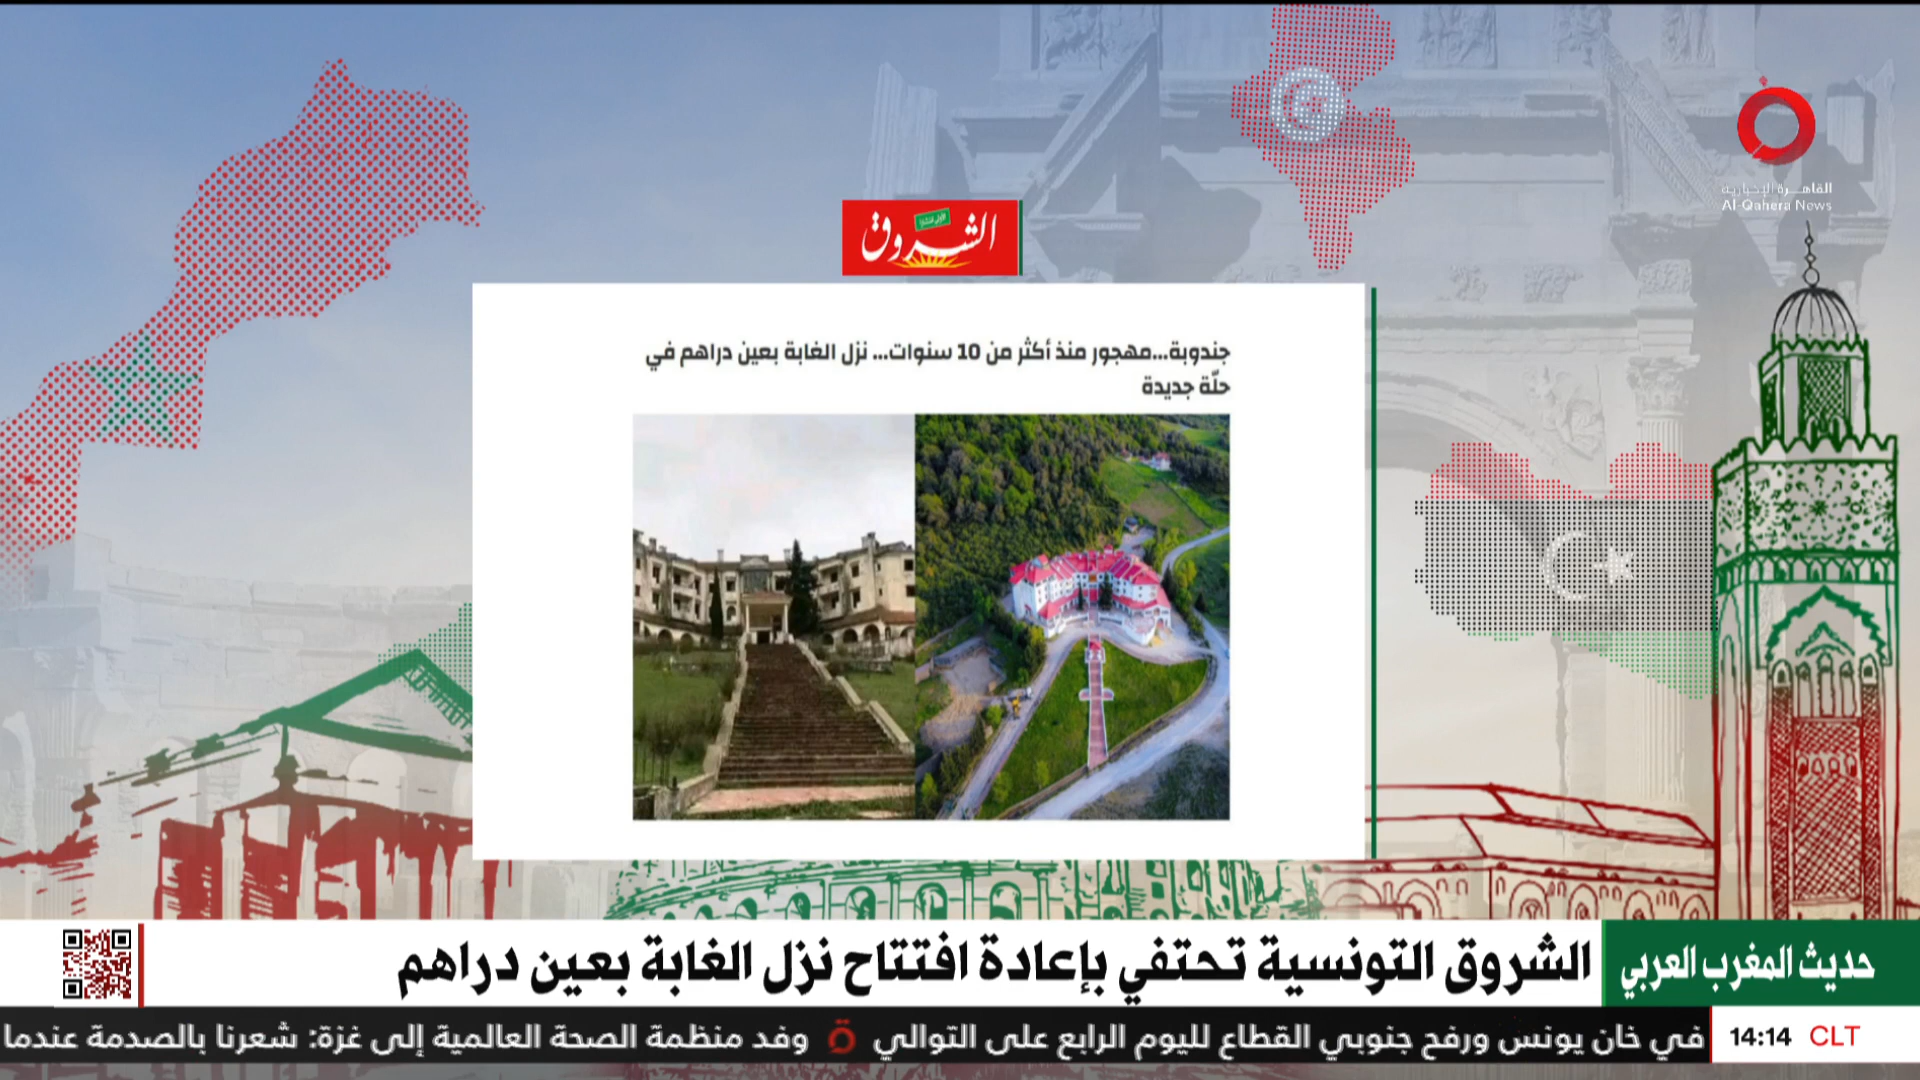 القاهرة الإخبارية
Al-Qahera News
الشروق
جندوبة...مهجور منذ أكثر من 10 سنوات... نزل الغابة بعين دراهم في
حلّة جديدة
حديث المغرب العربي
الشروق التونسية تحتفي بإعادة افتتاح نزل الغابة بعين دراهم
14:14 CLT
في خان يونس ورفح جنوبي القطاع لليوم الرابع على التوالي وفد منظمة الصحة العالمية إلى غزة: شعرنا بالصدمة عندما